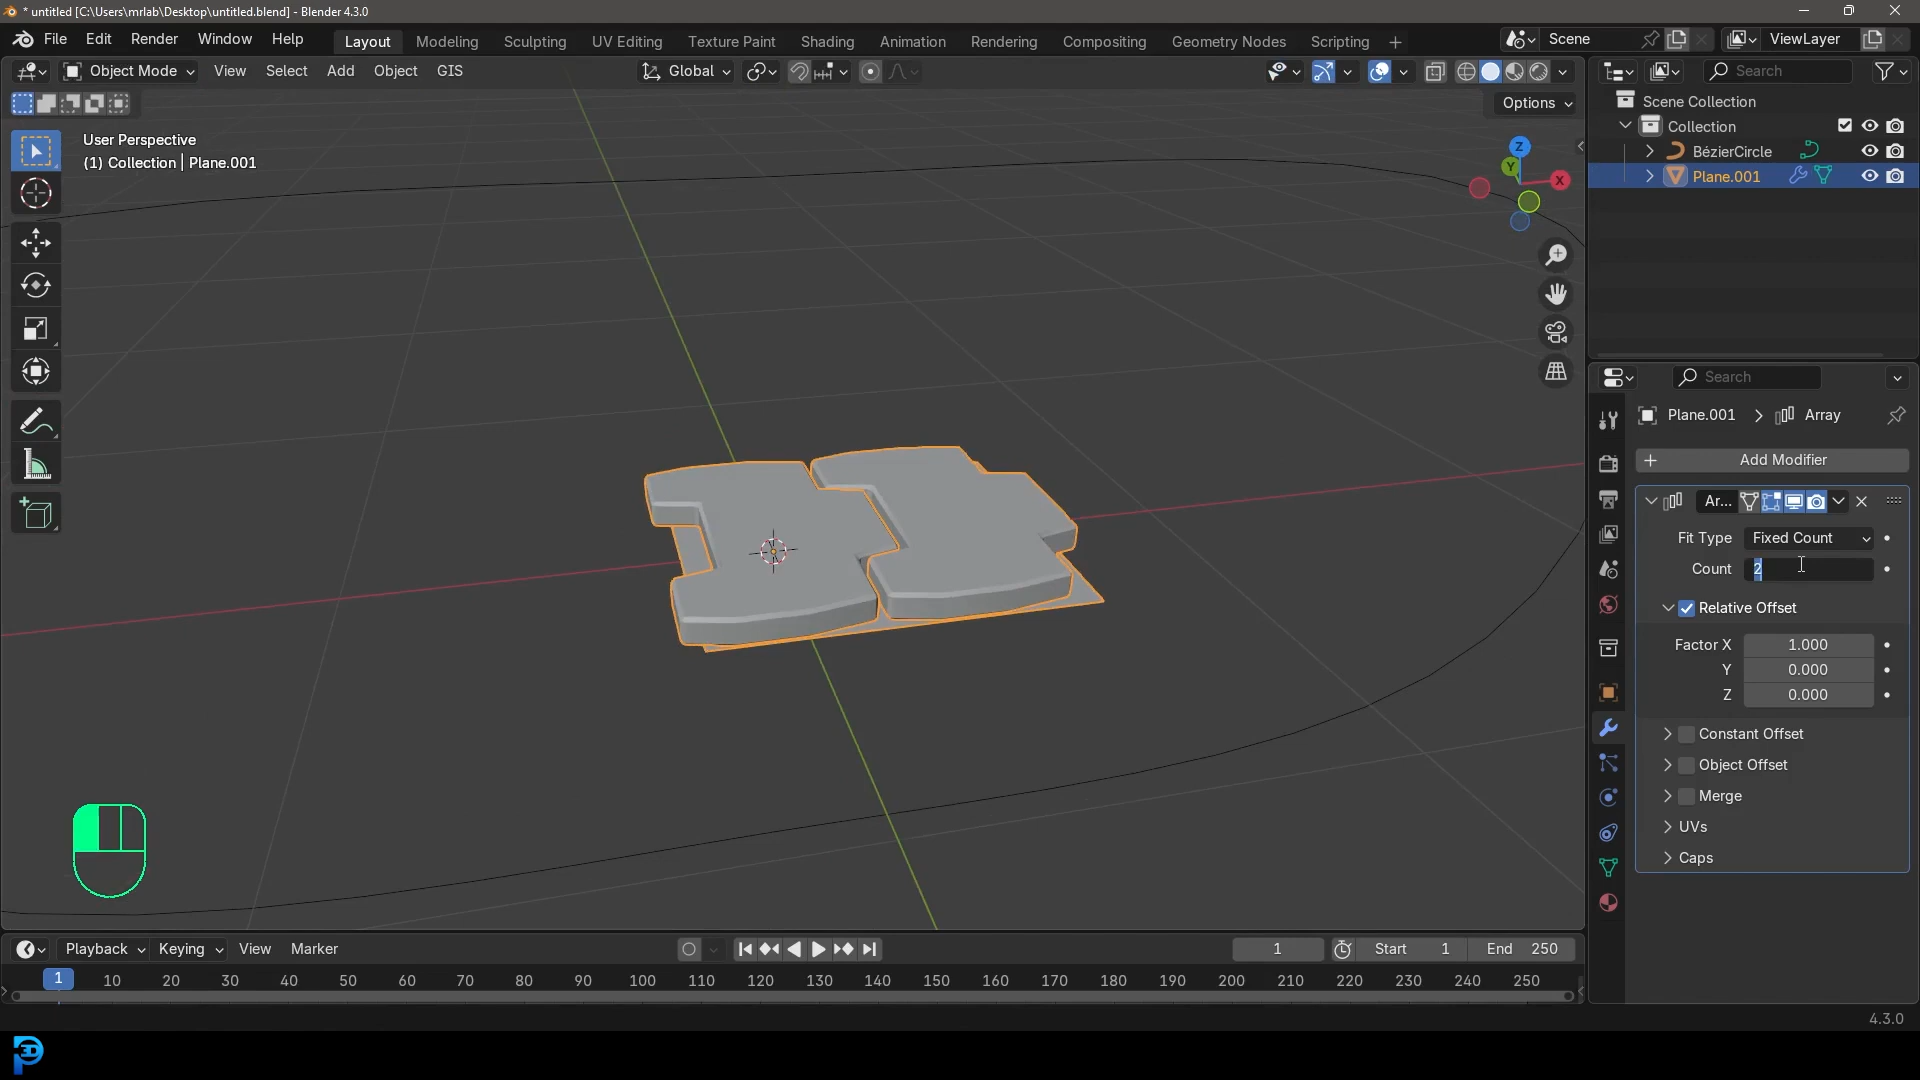 * untitled [C:\Users\mrlab\Desktop\untitled.blend] - Blender 4.3.0
File Edit Render Window Help Layout Modeling Sculpting UV Editing Texture Paint Shading Animation Rendering Compositing Geometry Nodes Scripting + Scene ViewLayer
Object Mode View Select Add Object GIS Global Search
Options
Scene Collection
Collection
BézierCircle
Plane.001
User Perspective
(1) Collection | Plane.001
Z
Y
X
Search
Plane.001 > Array
+ Add Modifier
Ar...
Fit Type Fixed Count
Count 2
Relative Offset
Factor X 1.000
Y 0.000
Z 0.000
Constant Offset
Object Offset
Merge
UVs
Caps
Playback Keying View Marker 1 Start 1 End 250
1 10 20 30 40 50 60 70 80 90 100 110 120 130 140 150 160 170 180 190 200 210 220 230 240 250
4.3.0